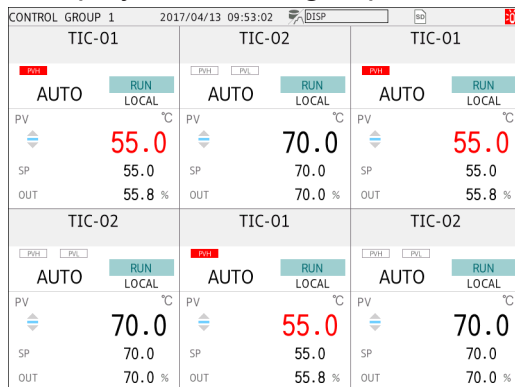 CONTROL GROUP 1 2017/04/13 09:53:02 DISP SD
TIC-01 TIC-02 TIC-01
PVH PVH PVL PVH
AUTO RUN AUTO RUN AUTO RUN
LOCAL LOCAL LOCAL
PV ℃ PV ℃ PV ℃
55.0 70.0 55.0
SP 55.0 SP 70.0 SP 55.0
OUT 55.8 % OUT 70.0 % OUT 55.8 %
TIC-02 TIC-01 TIC-02
PVH PVL PVH PVH PVL
AUTO RUN AUTO RUN AUTO RUN
LOCAL LOCAL LOCAL
PV ℃ PV ℃ PV ℃
70.0 55.0 70.0
SP 70.0 SP 55.0 SP 70.0
OUT 70.0 % OUT 55.8 % OUT 70.0 %